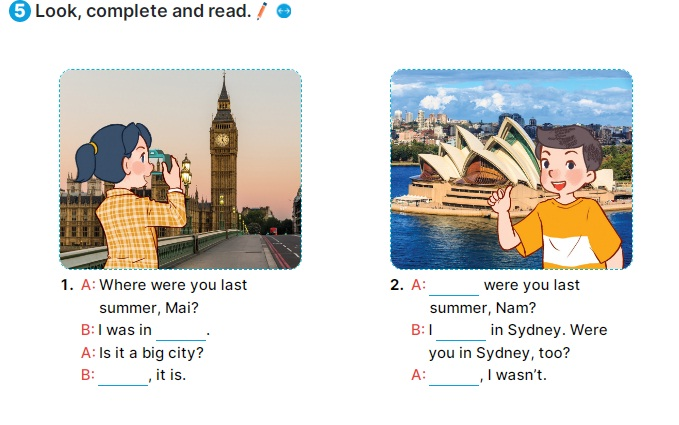 5 Look, complete and read.
1. A: Where were you last
summer, Mai?
B: I was in ______.
A: Is it a big city?
B: ______, it is.
2. A: ______ were you last
summer, Nam?
B: I ______ in Sydney. Were
you in Sydney, too?
A: ______, I wasn't.